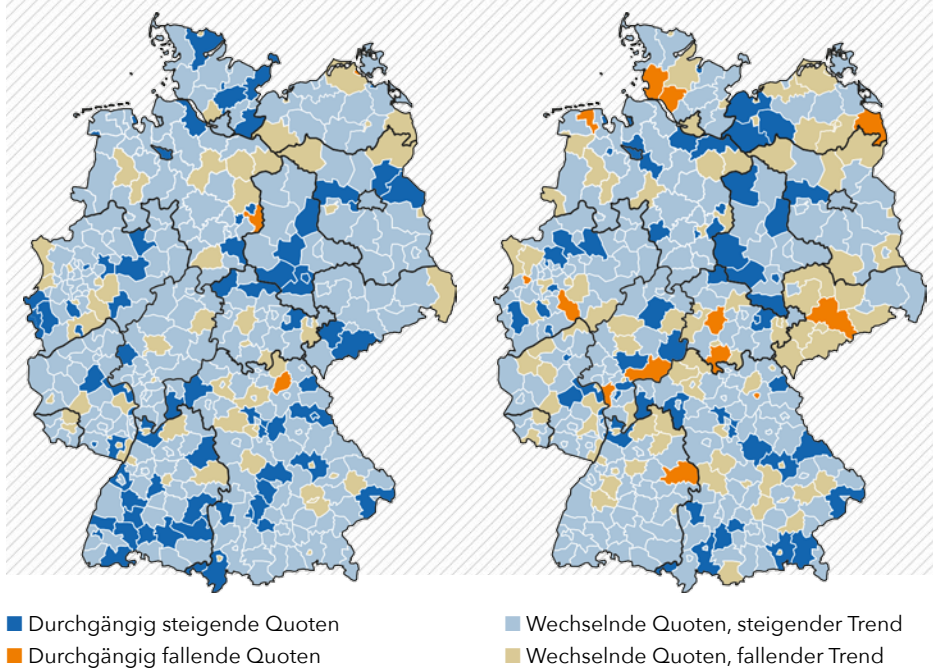 Durchgängig steigende Quoten
Durchgängig fallende Quoten
Wechselnde Quoten, steigender Trend
Wechselnde Quoten, fallender Trend